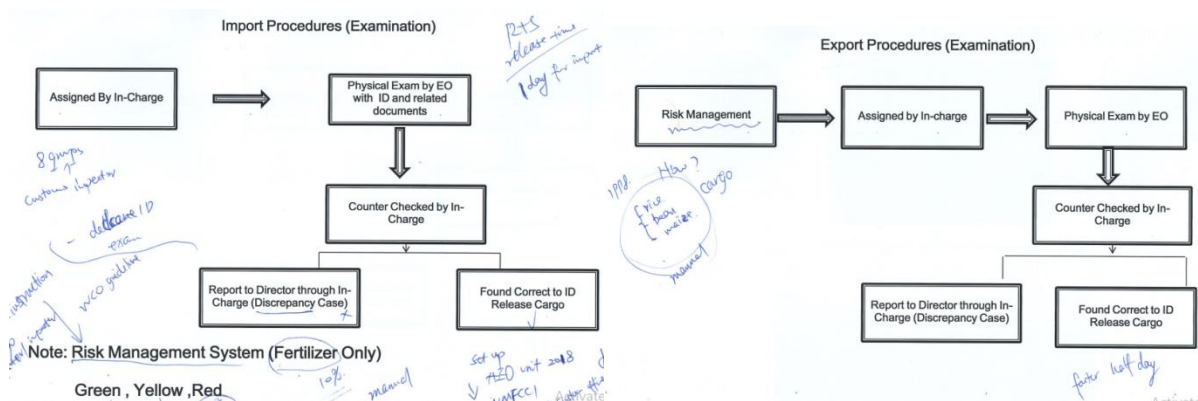 Import Procedures (Examination)
RTS
release time
1 day for import
Assigned By In-Charge
Physical Exam by EO
with ID and related
documents
8 groups
customs inspector
Counter Checked by In-
Charge
exam
WCO guideline
Report to Director through In-
Charge (Discrepancy Case)
x
Found Correct to ID
Release Cargo
Note: Risk Management System (Fertilizer Only)
10%
manual
Set up
AEO unit 2018
Green , Yellow ,Red
Export Procedures (Examination)
Risk Management
Assigned by In-charge
Physical Exam by EO
How?
cargo
rice
bean
maize
manual
Counter Checked by In-
Charge
Report to Director through In-
Charge (Discrepancy Case)
Found Correct to ID
Release Cargo
half day